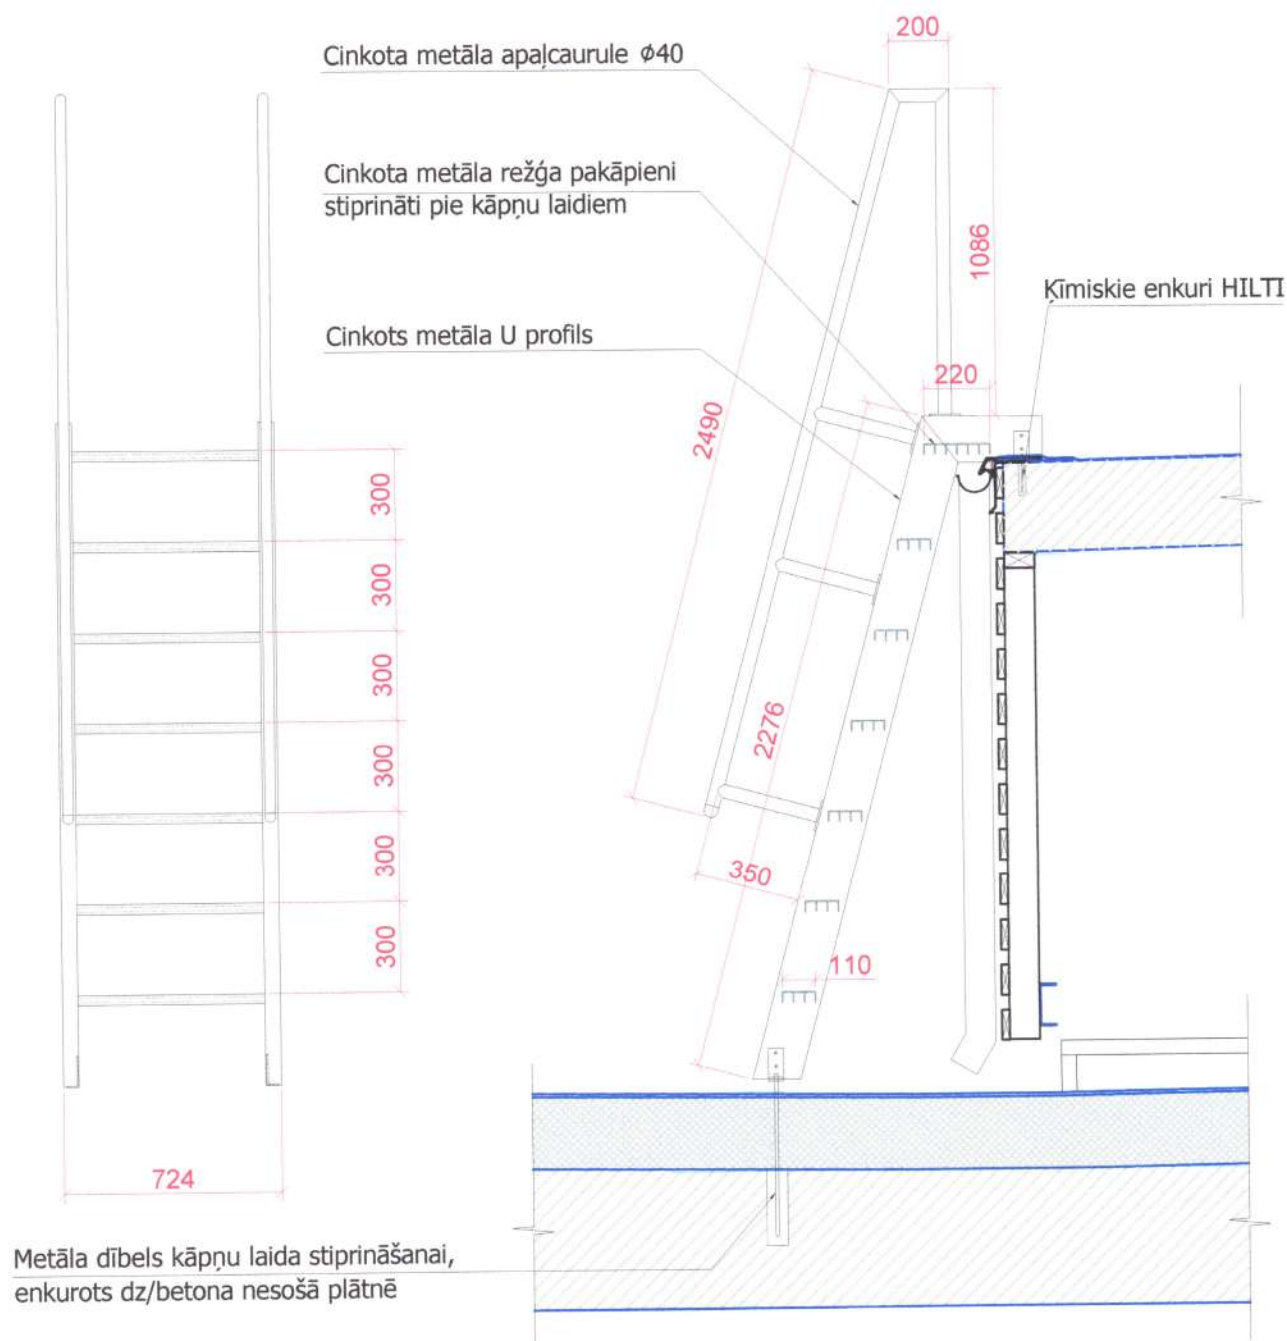 200
Cinkota metāla apaļcaurule ϕ40
Cinkota metāla režģa pakāpieni
stiprināti pie kāpņu laidiem
1086
Ķīmiskie enkuri HILTI
Cinkots metāla U profils
220
2490
300
300
300
2276
300
300
350
300
110
724
Metāla dībels kāpņu laida stiprināšanai,
enkurots dz/betona nesošā plātnē